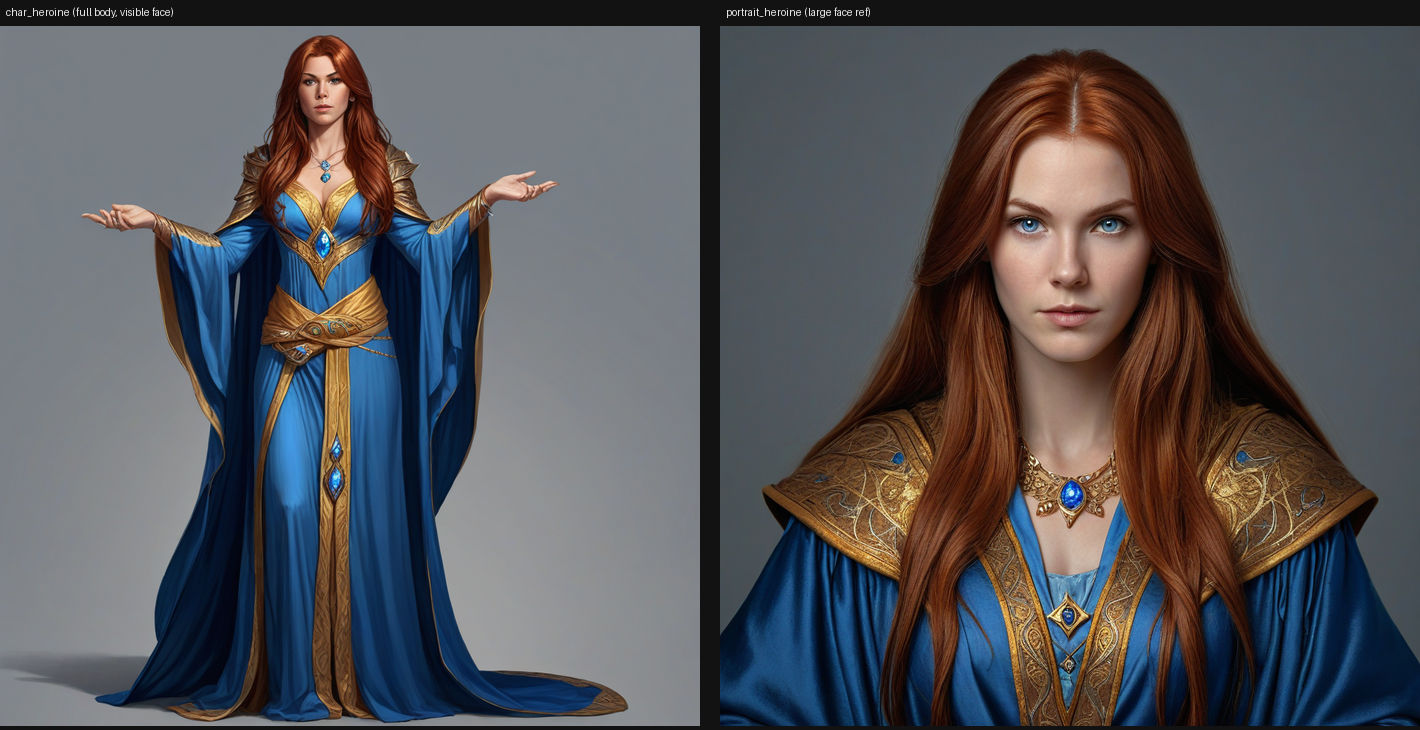 char_heroine (full body, visible face)
portrait_heroine (large face ref)